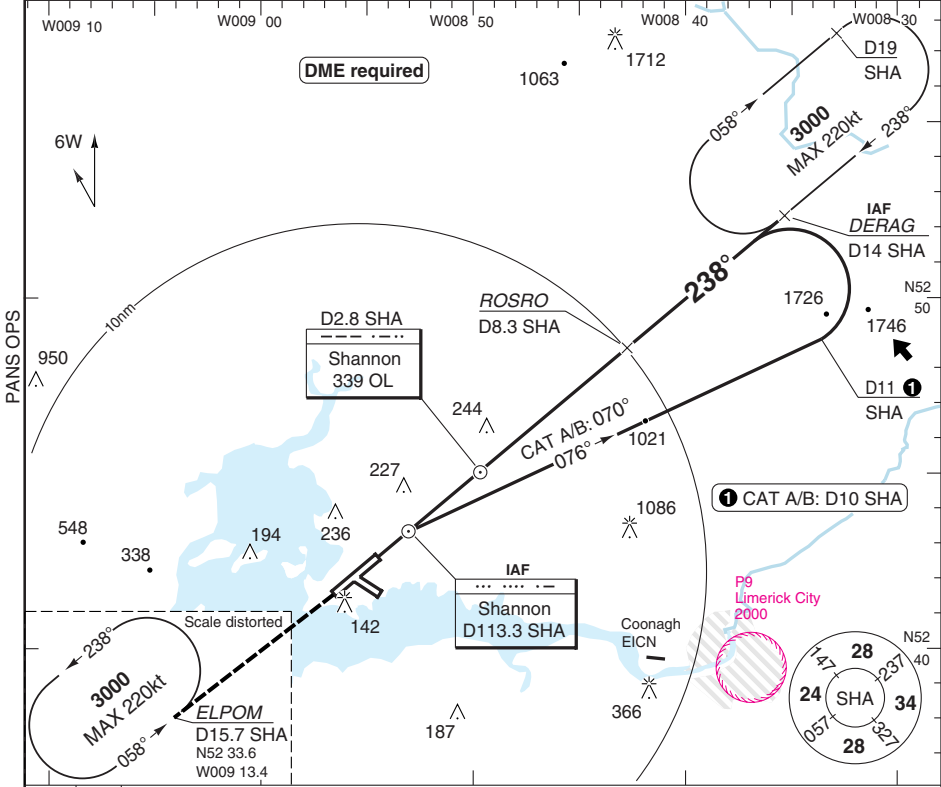 W009 10
W009 00
W008 50
W008 40
W008 30
DME required
1063
1712
D19
SHA
058°
3000
MAX 220kt
238°
6W
IAF
DERAG
D14 SHA
238°
10nm
D2.8 SHA
Shannon
339 OL
ROSRO
D8.3 SHA
1726
1746
N52
50
PANS OPS
950
244
CAT A/B: 070°
076°
1021
D11 1
SHA
227
236
1 CAT A/B: D10 SHA
1086
548
338
194
142
IAF
Shannon
D113.3 SHA
P9
Limerick City
2000
Coonagh
EICN
366
187
Scale distorted
238°
3000
MAX 220kt
058°
ELPOM
D15.7 SHA
N52 33.6
W009 13.4
N52
40
28
147
237
24
SHA
34
057
327
28